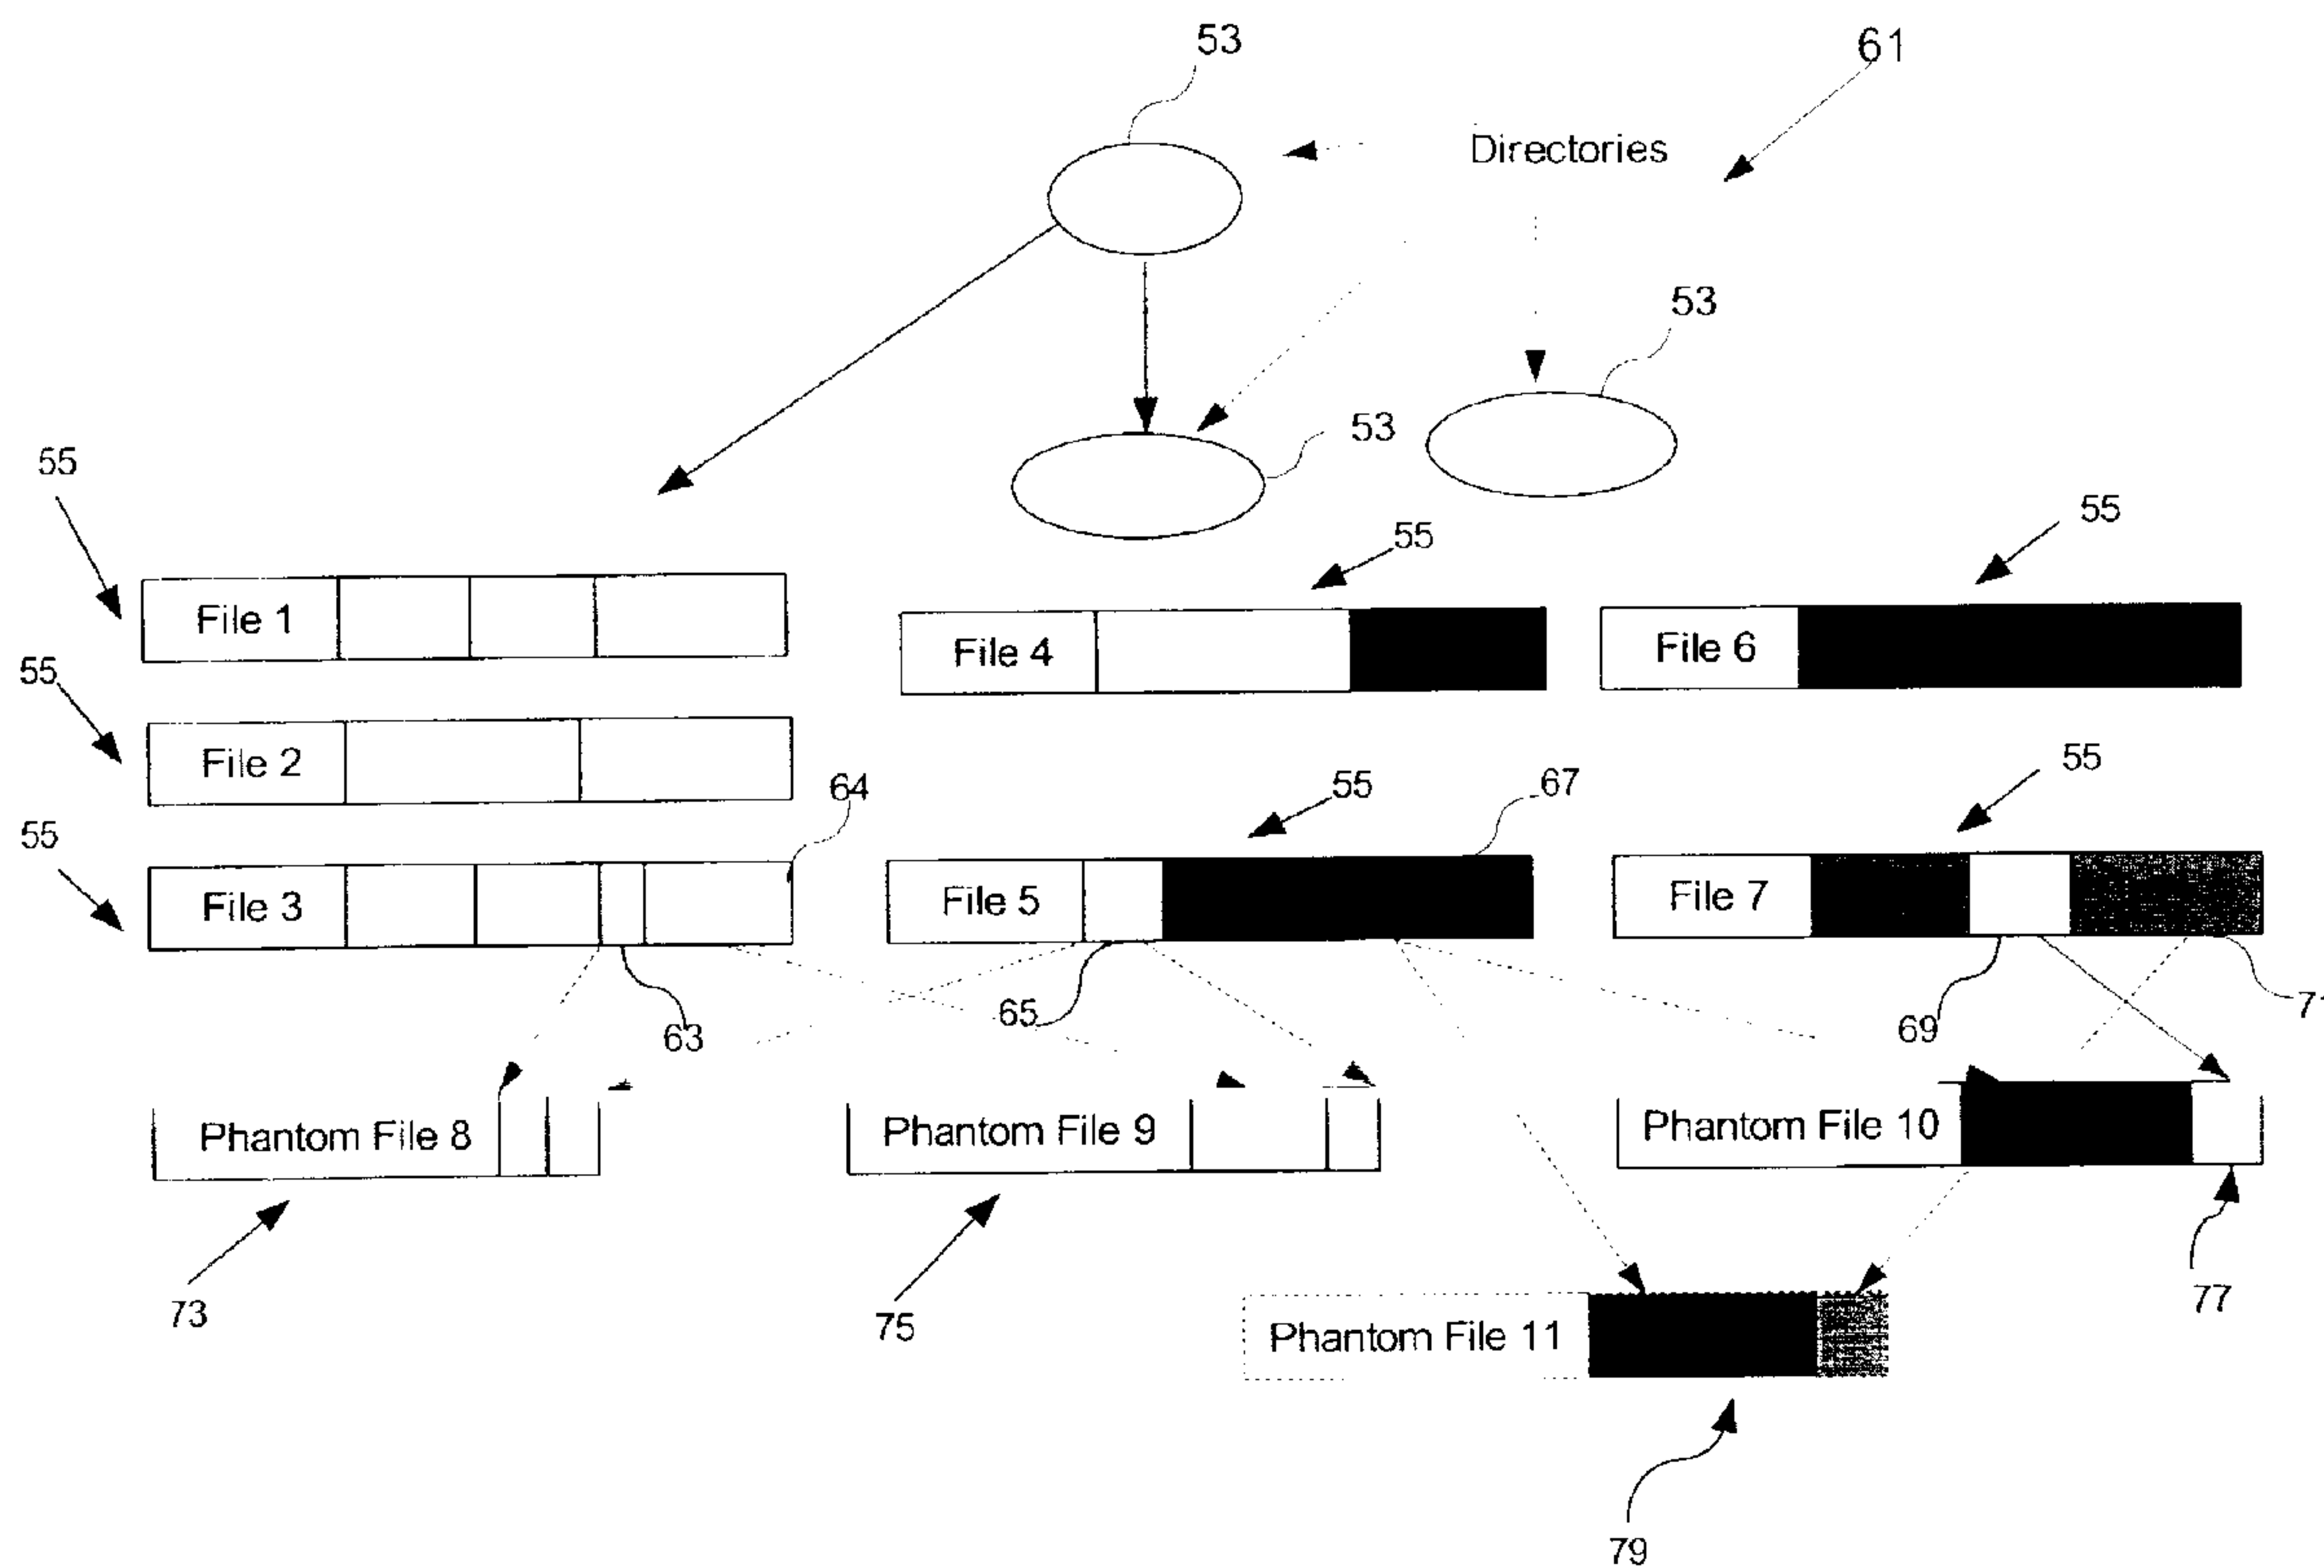 53
61
Directories
53
53
55
55
55
File 1
File 4
File 6
55
File 2
64
55
67
55
55
File 3
File 5
File 7
63
65
69
Phantom File 8
Phantom File 9
Phantom File 10
73
75
77
Phantom File 11
79